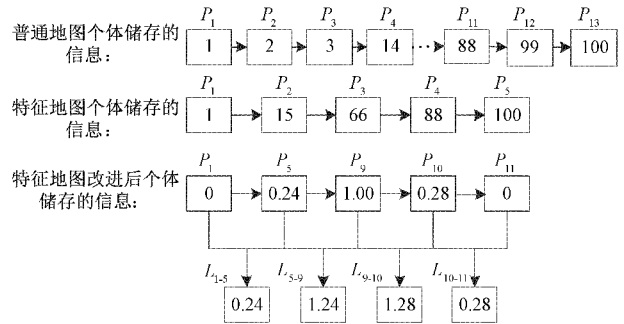 P1 P2 P3 P4 P11 P12 P13
普通地图个体储存的
信息：
1 2 3 14 ··· 88 99 100
P1 P2 P3 P4 P5
特征地图个体储存的
信息：
1 15 66 88 100
P1 P5 P9 P10 P11
特征地图改进后个体
储存的信息：
0 0.24 1.00 0.28 0
L1-5 L5-9 L9-10 L10-11
0.24 1.24 1.28 0.28